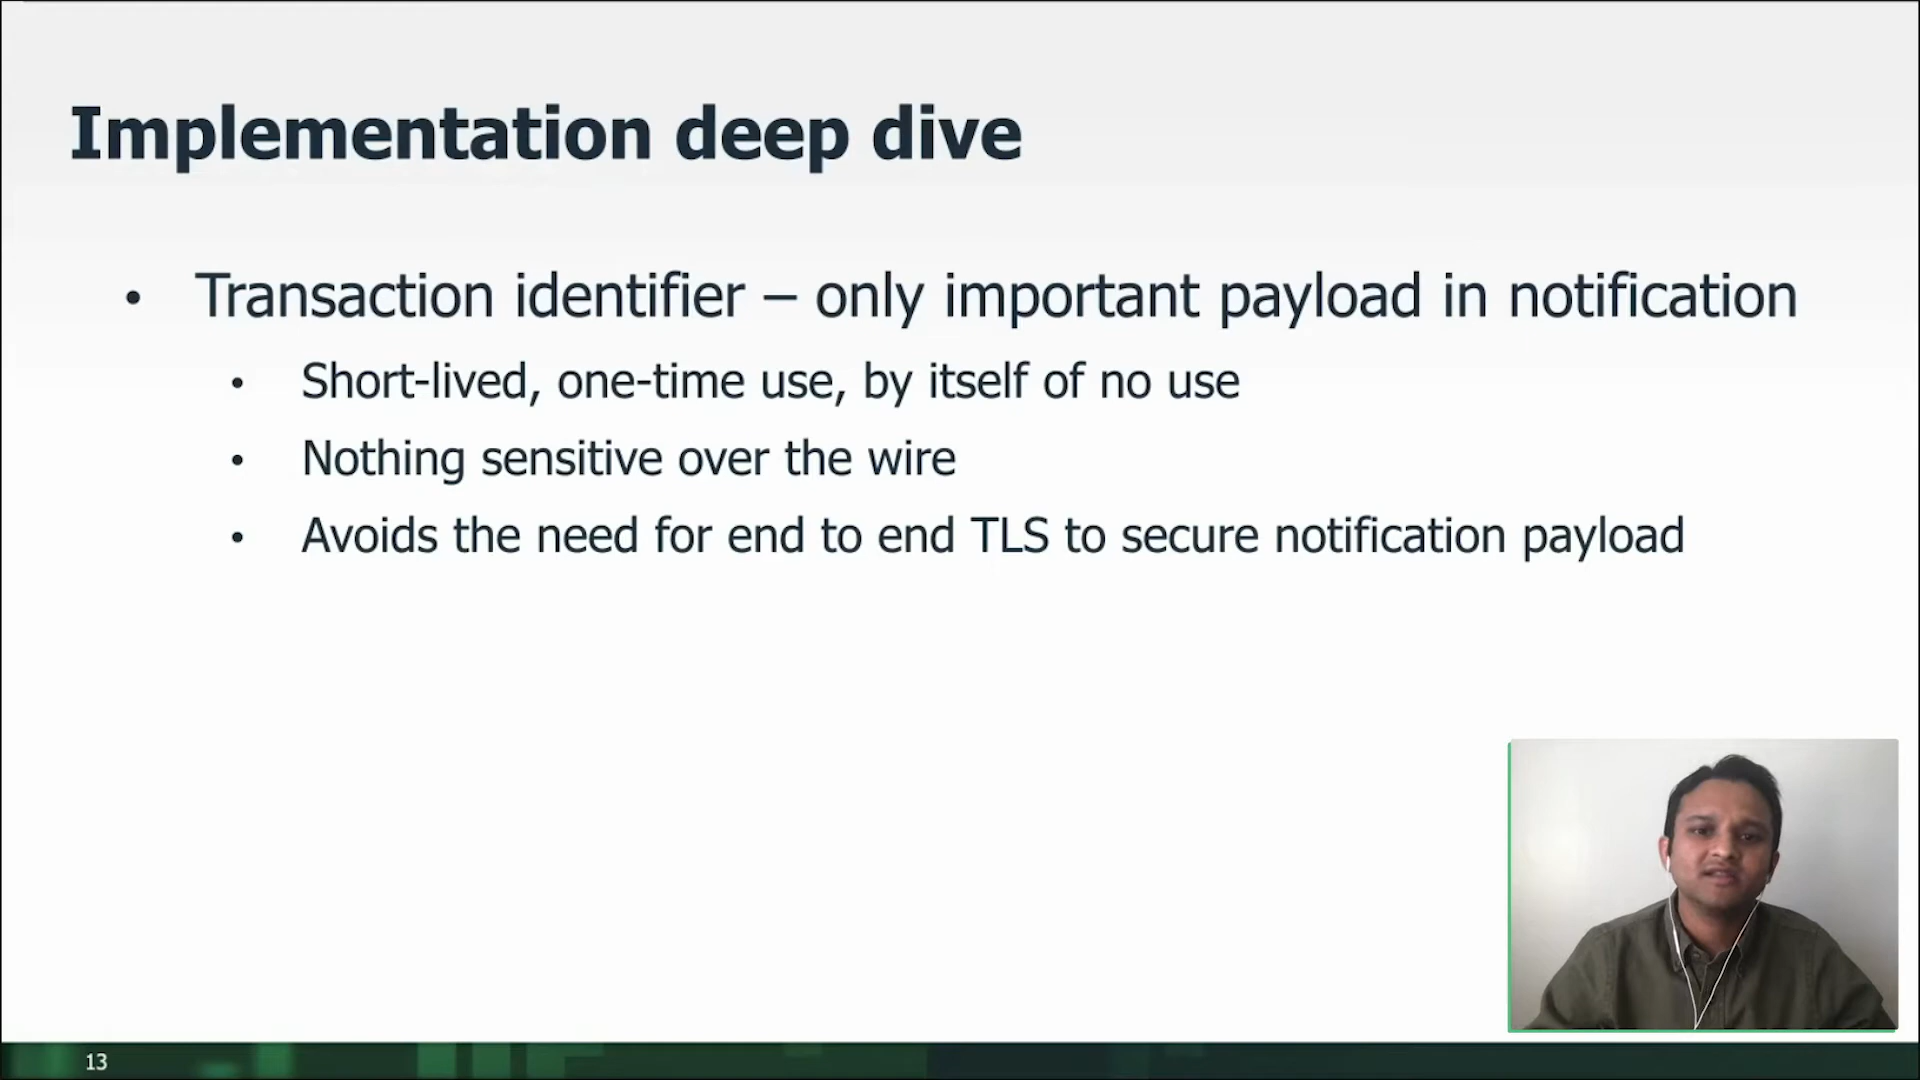 Implementation deep dive
• Transaction identifier – only important payload in notification
• Short-lived, one-time use, by itself of no use
• Nothing sensitive over the wire
• Avoids the need for end to end TLS to secure notification payload
13